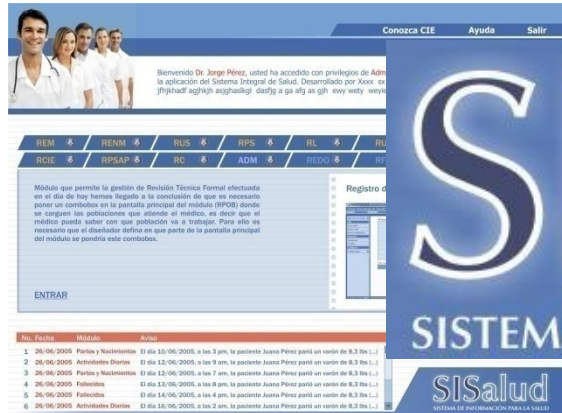 Conozca CIE Ayuda Salir
Bienvenido Dr. Jorge Pérez, usted ha accedido con privilegios de Adm
la aplicación del Sistema Integral de Salud. Desarrollado por Xxxx sx
REM RENM RUS RPS RL RU
RCIE RPSAP RC ADM REDO RF
Módulo que permite la gestión de Revisión Técnica Formal efectuada
en el día de hoy hemos llegado a la conclusión de que es necesario
poner un combobox en la pantalla principal del módulo (RPOB) donde
se carguen las poblaciones que atiende el médico, es decir que el
médico pueda saber con que población va a trabajar. Para ello es
necesario que el diseñador defina en que parte de la pantalla principal
del módulo se pondría este combobox.
Registro d
ENTRAR
S
SISTEM
No. Fecha Módulo Aviso
1 26/06/2005 Partos y Nacimientos El día 10/06/2005, a las 3 pm, la paciente Juana Pérez parió un varón de 8,3 lbs (...)
2 26/06/2005 Actividades Diarias El día 12/06/2005, a las 9 am, la paciente Juana Pérez parió un varón de 8,3 lbs (...)
3 26/06/2005 Partos y Nacimientos El día 12/06/2005, a las 7 am, la paciente Juana Pérez parió un varón de 8,3 lbs (...)
4 26/06/2005 Fallecidos El día 13/06/2005, a las 8 pm, la paciente Juana Pérez parió un varón de 8,3 lbs (...)
5 26/06/2005 Fallecidos El día 14/06/2005, a las 4 pm, la paciente Juana Pérez parió un varón de 8,3 lbs (...)
6 26/06/2005 Actividades Diarias El día 16/06/2005, a las 2 am, la paciente Juana Pérez parió un varón de 8,3 lbs (...)
SISalud
SISTEMA DE INFORMACIÓN PARA LA SALUD